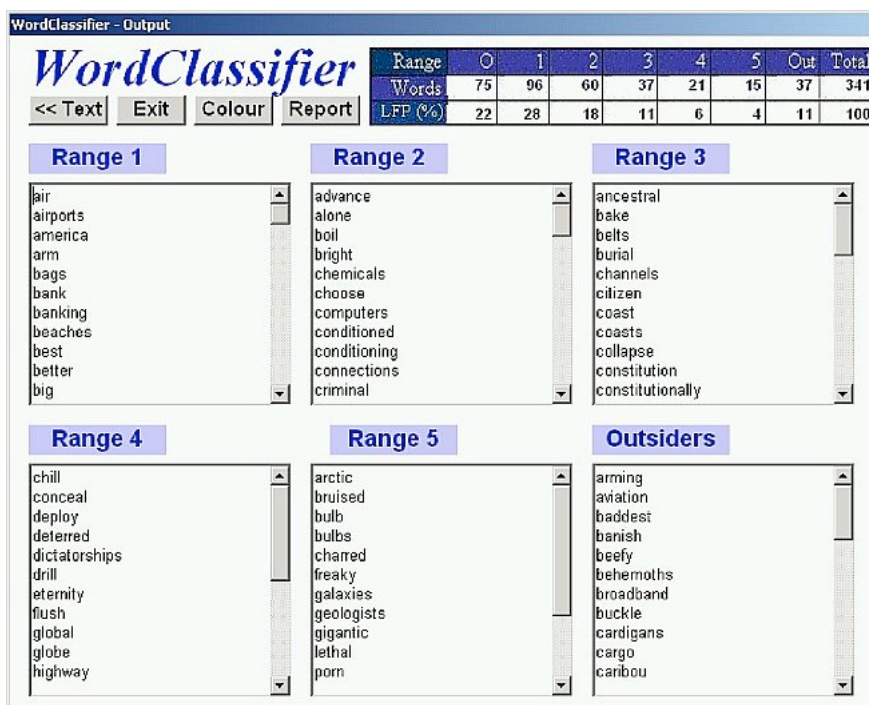 WordClassifier - Output
WordClassifier
<< Text Exit Colour Report
Range O 1 2 3 4 5 Out Total
Words 75 96 60 37 21 15 37 341
LFP (%) 22 28 18 11 6 4 11 100
Range 1
air
airports
america
arm
bags
bank
banking
beaches
best
better
big
Range 2
advance
alone
boil
bright
chemicals
choose
computers
conditioned
conditioning
connections
criminal
Range 3
ancestral
bake
belts
burial
channels
citizen
coast
coasts
collapse
constitution
constitutionally
Range 4
chill
conceal
deploy
deterred
dictatorships
drill
eternity
flush
global
globe
highway
Range 5
arctic
bruised
bulb
bulbs
charred
freaky
galaxies
geologists
gigantic
lethal
porn
Outsiders
arming
aviation
baddest
banish
beefy
behemoths
broadband
buckle
cardigans
cargo
caribou